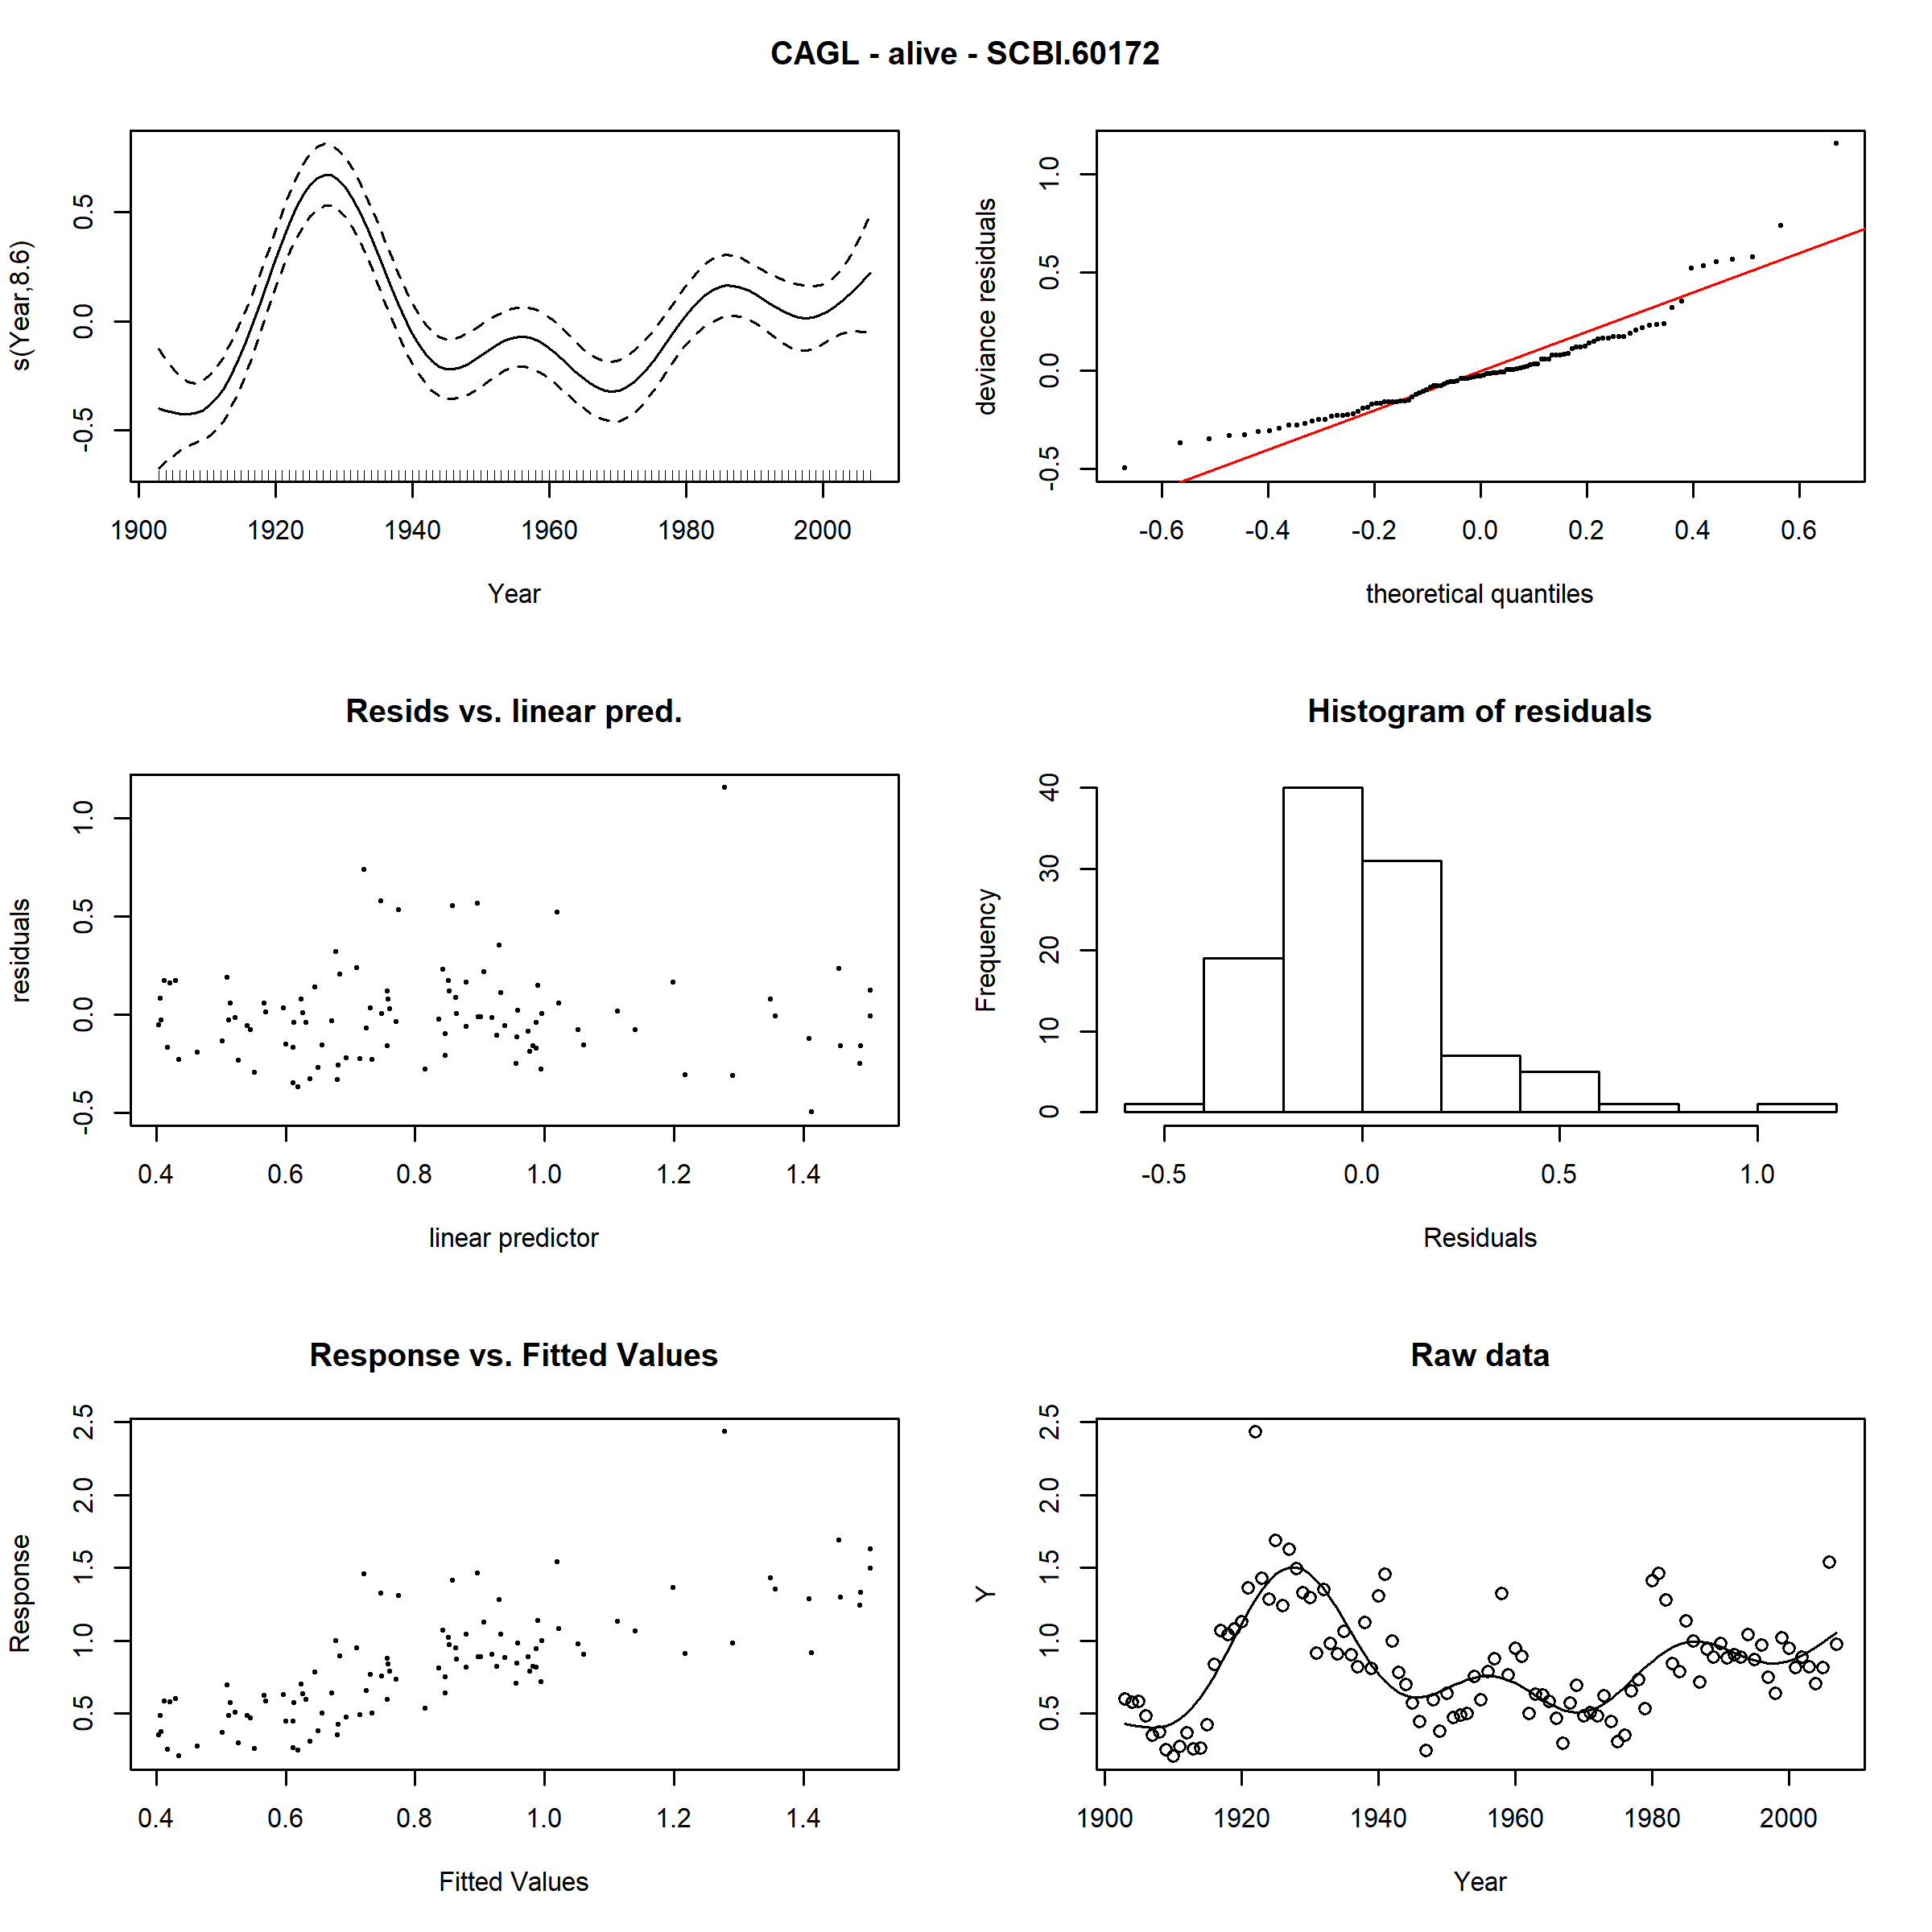 CAGL - alive - SCBI.60172
s(Year,8.6)
-0.5 0.0 0.5
1900 1920 1940 1960 1980 2000
Year
deviance residuals
-0.5 0.0 0.5 1.0
-0.6 -0.4 -0.2 0.0 0.2 0.4 0.6
theoretical quantiles
Resids vs. linear pred.
residuals
-0.5 0.0 0.5 1.0
0.4 0.6 0.8 1.0 1.2 1.4
linear predictor
Histogram of residuals
Frequency
0 10 20 30 40
-0.5 0.0 0.5 1.0
Residuals
Response vs. Fitted Values
Response
0.5 1.0 1.5 2.0 2.5
0.4 0.6 0.8 1.0 1.2 1.4
Fitted Values
Raw data
Y
0.5 1.0 1.5 2.0 2.5
1900 1920 1940 1960 1980 2000
Year